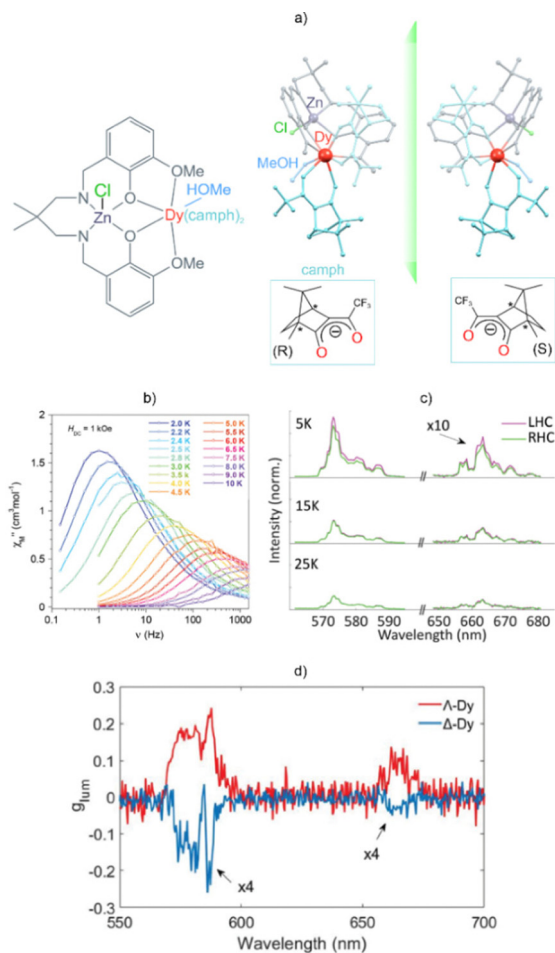 a)
Zn
Cl
Dy
MeOH
camph
Cl
N
Zn
N
O
O
OMe
HOMe
Dy(camph)₂
OMe
CF₃
*
*
⊖
O
O
(R)
CF₃
*
*
⊖
O
O
(S)
b)
H_DC = 1 kOe
2.0 K 5.0 K
2.2 K 5.5 K
2.4 K 6.0 K
2.5 K 6.5 K
2.8 K 7.5 K
3.0 K 8.0 K
3.5 k 9.0 K
4.0 K 10 K
4.5 K
χ_M'' (cm³mol⁻¹)
2
1.5
1
0.5
0
0.1 1 10 100 1000
ν (Hz)
c)
5K
x10
LHC
RHC
15K
25K
Intensity (norm.)
570 580 590 650 660 670 680
Wavelength (nm)
d)
Λ-Dy
Δ-Dy
g_lum
0.3
0.2
0.1
0
-0.1
-0.2
-0.3
x4
x4
550 600 650 700
Wavelength (nm)